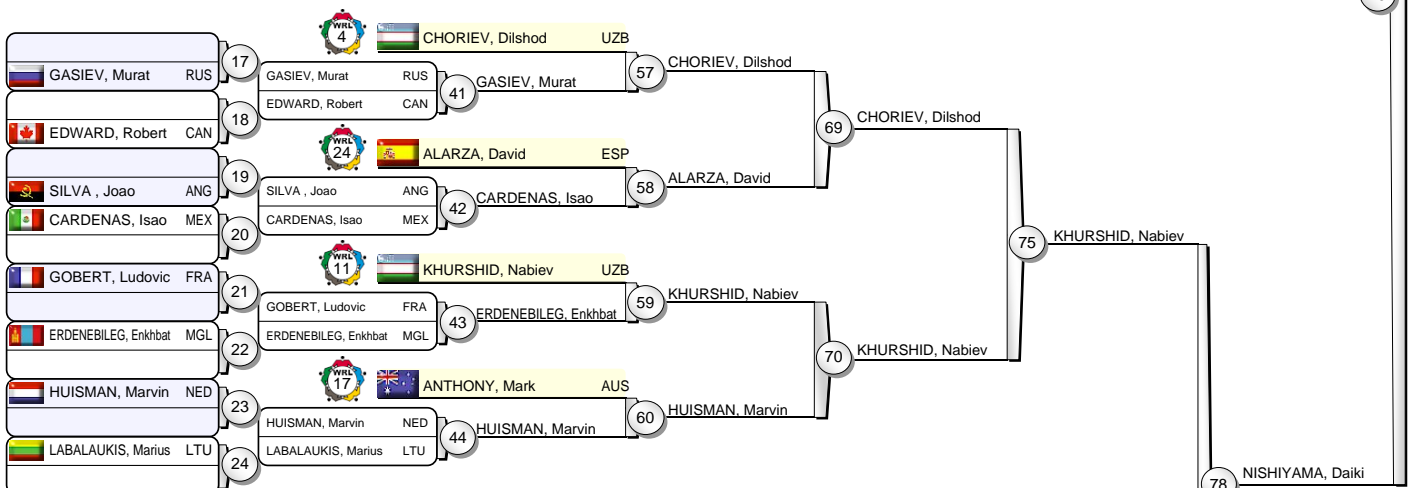 WRL
4
CHORIEV, Dilshod UZB
17
GASIEV, Murat RUS
GASIEV, Murat RUS
EDWARD, Robert CAN
41
GASIEV, Murat
57
CHORIEV, Dilshod
18
EDWARD, Robert CAN
69
CHORIEV, Dilshod
WRL
24
ALARZA, David ESP
19
SILVA , Joao ANG
SILVA , Joao ANG
CARDENAS, Isao MEX
42
CARDENAS, Isao
58
ALARZA, David
CARDENAS, Isao MEX
20
75
KHURSHID, Nabiev
WRL
11
KHURSHID, Nabiev UZB
GOBERT, Ludovic FRA
21
GOBERT, Ludovic FRA
ERDENEBILEG, Enkhbat MGL
43
ERDENEBILEG, Enkhbat
59
KHURSHID, Nabiev
ERDENEBILEG, Enkhbat MGL
22
70
KHURSHID, Nabiev
WRL
17
ANTHONY, Mark AUS
HUISMAN, Marvin NED
23
HUISMAN, Marvin NED
LABALAUKIS, Marius LTU
44
HUISMAN, Marvin
60
HUISMAN, Marvin
LABALAUKIS, Marius LTU
24
78
NISHIYAMA, Daiki